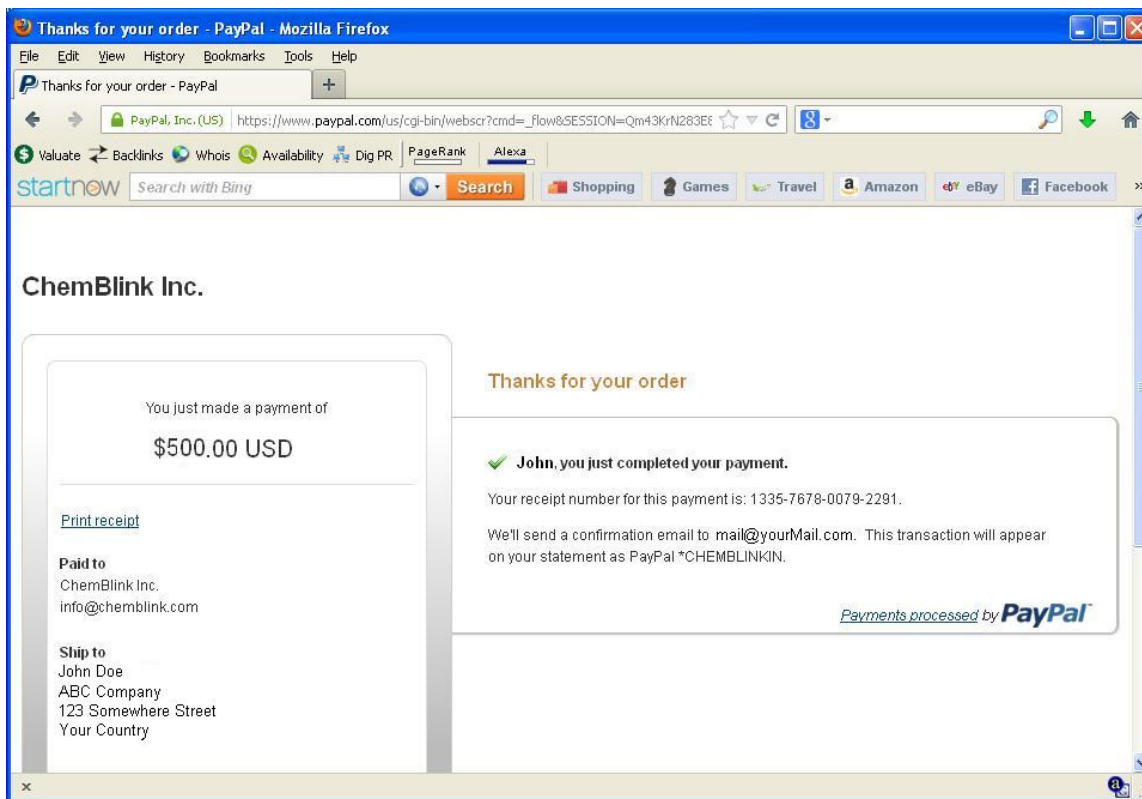 Thanks for your order - PayPal - Mozilla Firefox
File Edit View History Bookmarks Tools Help
Thanks for your order - PayPal +
PayPal, Inc. (US) https://www.paypal.com/us/cgi-bin/webscr?cmd=_flow&SESSION=Qm43KrN283E
Valuate Backlinks Whois Availability Dig PR PageRank Alexa
startnow Search with Bing Search Shopping Games Travel Amazon eBay Facebook »
ChemBlink Inc.
Thanks for your order
You just made a payment of
$500.00 USD
Print receipt
Paid to
ChemBlink Inc.
info@chemblink.com
Ship to
John Doe
ABC Company
123 Somewhere Street
Your Country
John, you just completed your payment.
Your receipt number for this payment is: 1335-7678-0079-2291.
We'll send a confirmation email to mail@yourMail.com. This transaction will appear
on your statement as PayPal *CHEMBLINKIN.
Payments processed by PayPal